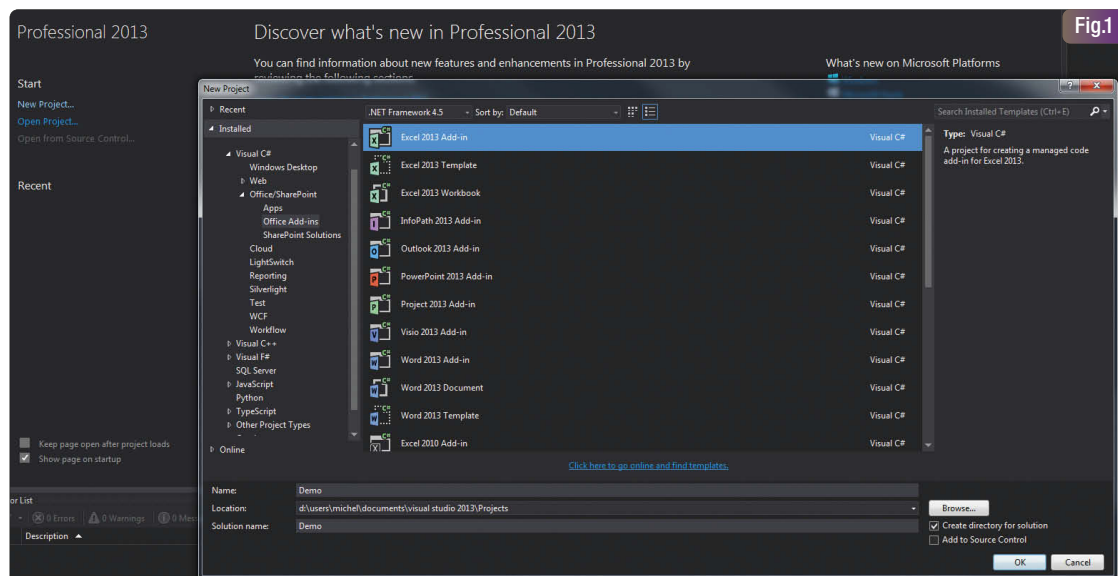 Fig.1
Professional 2013
Discover what's new in Professional 2013
You can find information about new features and enhancements in Professional 2013 by
reviewing the following sections
What's new on Microsoft Platforms
Windows
Start
New Project...
Open Project...
Open from Source Control...
Recent
Keep page open after project loads
Show page on startup
or List
0 Errors
0 Warnings
0 Mes
Description
New Project
Recent
Installed
Visual C#
Windows Desktop
Web
Office/SharePoint
Apps
Office Add-ins
SharePoint Solutions
Cloud
LightSwitch
Reporting
Silverlight
Test
WCF
Workflow
Visual C++
Visual F#
SQL Server
JavaScript
Python
TypeScript
Other Project Types
Online
.NET Framework 4.5 Sort by: Default
Search Installed Templates (Ctrl+E)
Excel 2013 Add-in Visual C#
Excel 2013 Template Visual C#
Excel 2013 Workbook Visual C#
InfoPath 2013 Add-in Visual C#
Outlook 2013 Add-in Visual C#
PowerPoint 2013 Add-in Visual C#
Project 2013 Add-in Visual C#
Visio 2013 Add-in Visual C#
Word 2013 Add-in Visual C#
Word 2013 Document Visual C#
Word 2013 Template Visual C#
Excel 2010 Add-in Visual C#
Click here to go online and find templates.
Type: Visual C#
A project for creating a managed code
add-in for Excel 2013.
Name: Demo
Location: d:\users\michel\documents\visual studio 2013\Projects
Browse...
Solution name: Demo
Create directory for solution
Add to Source Control
OK Cancel